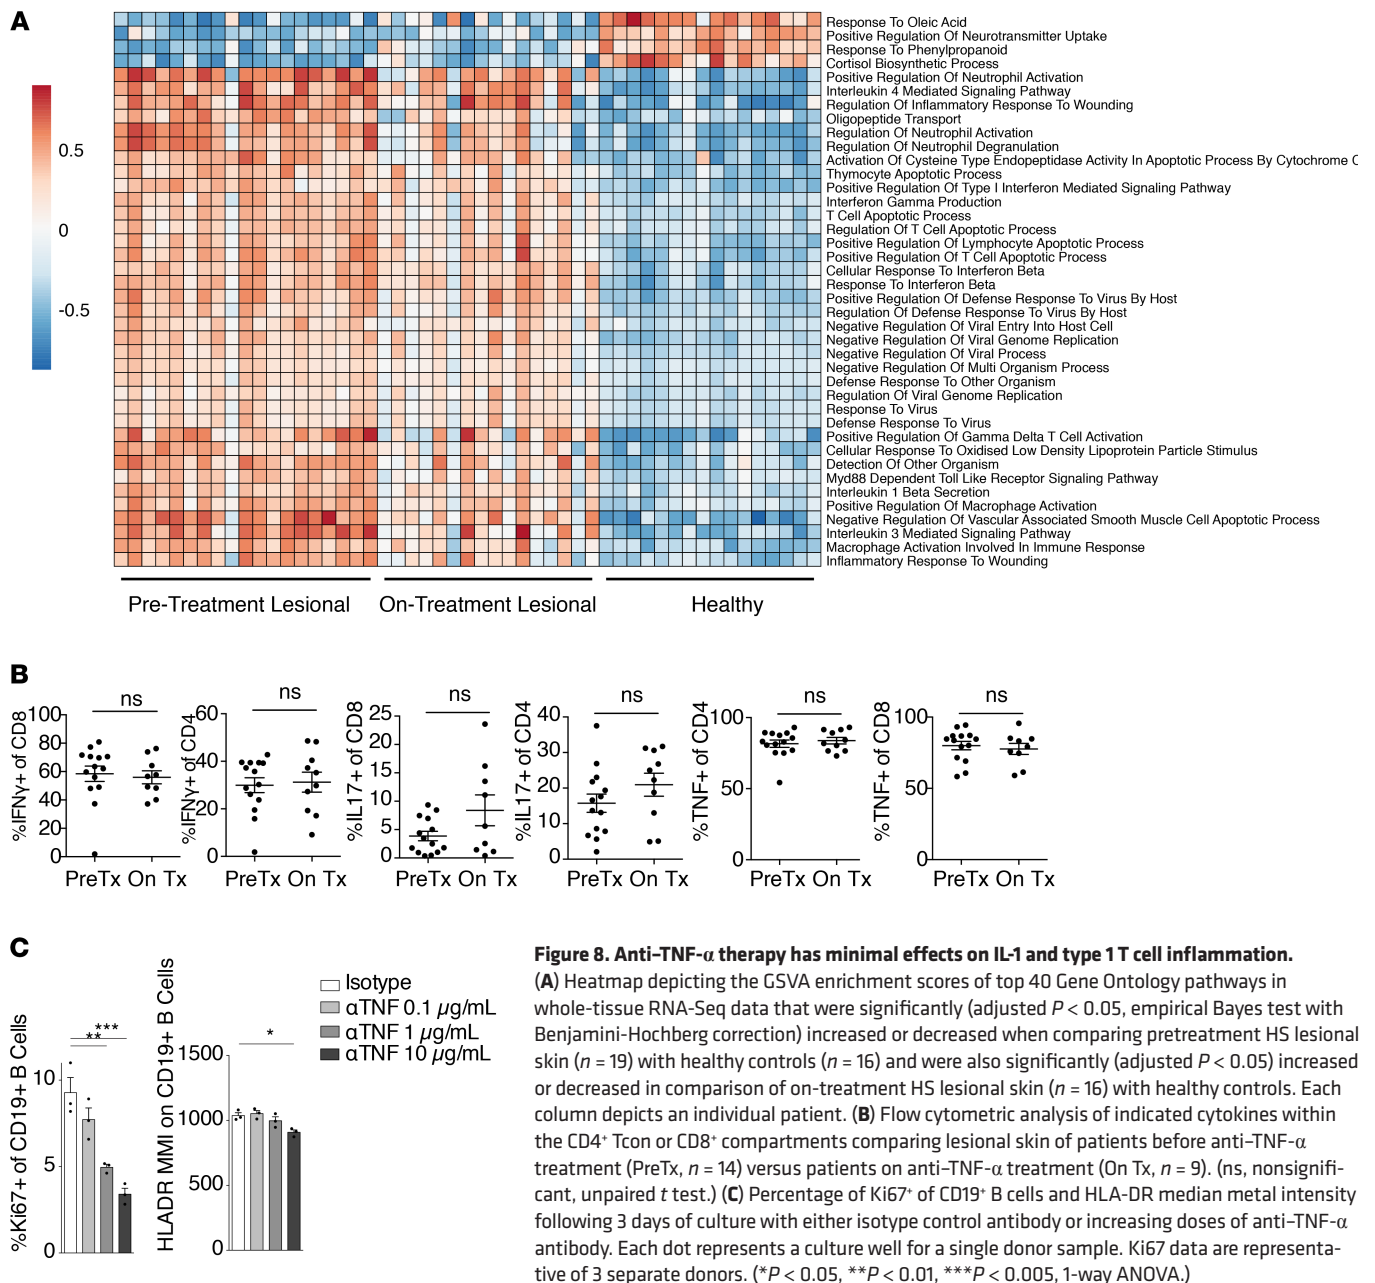 A
Response To Oleic Acid
Positive Regulation Of Neurotransmitter Uptake
Response To Phenylpropanoid
Cortisol Biosynthetic Process
Positive Regulation Of Neutrophil Activation
Interleukin 4 Mediated Signaling Pathway
Regulation Of Inflammatory Response To Wounding
Oligopeptide Transport
Regulation Of Neutrophil Activation
Regulation Of Neutrophil Degranulation
Activation Of Cysteine Type Endopeptidase Activity In Apoptotic Process By Cytochrome C
Thymocyte Apoptotic Process
Positive Regulation Of Type I Interferon Mediated Signaling Pathway
Interferon Gamma Production
T Cell Apoptotic Process
Regulation Of T Cell Apoptotic Process
Positive Regulation Of Lymphocyte Apoptotic Process
Positive Regulation Of T Cell Apoptotic Process
Cellular Response To Interferon Beta
Response To Interferon Beta
Positive Regulation Of Defense Response To Virus By Host
Regulation Of Defense Response To Virus By Host
Negative Regulation Of Viral Entry Into Host Cell
Negative Regulation Of Viral Genome Replication
Negative Regulation Of Viral Process
Negative Regulation Of Multi Organism Process
Defense Response To Other Organism
Regulation Of Viral Genome Replication
Response To Virus
Defense Response To Virus
Positive Regulation Of Gamma Delta T Cell Activation
Cellular Response To Oxidised Low Density Lipoprotein Particle Stimulus
Detection Of Other Organism
Myd88 Dependent Toll Like Receptor Signaling Pathway
Interleukin 1 Beta Secretion
Positive Regulation Of Macrophage Activation
Negative Regulation Of Vascular Associated Smooth Muscle Cell Apoptotic Process
Interleukin 3 Mediated Signaling Pathway
Macrophage Activation Involved In Immune Response
Inflammatory Response To Wounding
0.5
0
-0.5
Pre-Treatment Lesional
On-Treatment Lesional
Healthy
B
%IFNγ+ of CD8
100
80
60
40
20
0
ns
PreTx On Tx
%IFNγ+ of CD4
60
40
20
0
ns
PreTx On Tx
%IL17+ of CD8
25
20
15
10
5
0
ns
PreTx On Tx
%IL17+ of CD4
40
30
20
10
0
ns
PreTx On Tx
%TNF+ of CD4
100
50
0
ns
PreTx On Tx
%TNF+ of CD8
100
50
0
ns
PreTx On Tx
C
%Ki67+ of CD19+ B Cells
10
5
0
***
**
HLADR MMI on CD19+ B Cells
1500
1000
500
0
*
Isotype
αTNF 0.1 µg/mL
αTNF 1 µg/mL
αTNF 10 µg/mL
Figure 8. Anti–TNF-α therapy has minimal effects on IL-1 and type 1 T cell inflammation.
(A) Heatmap depicting the GSVA enrichment scores of top 40 Gene Ontology pathways in
whole-tissue RNA-Seq data that were significantly (adjusted P < 0.05, empirical Bayes test with
Benjamini-Hochberg correction) increased or decreased when comparing pretreatment HS lesional
skin (n = 19) with healthy controls (n = 16) and were also significantly (adjusted P < 0.05) increased
or decreased in comparison of on-treatment HS lesional skin (n = 16) with healthy controls. Each
column depicts an individual patient. (B) Flow cytometric analysis of indicated cytokines within
the CD4⁺ Tcon or CD8⁺ compartments comparing lesional skin of patients before anti–TNF-α
treatment (PreTx, n = 14) versus patients on anti–TNF-α treatment (On Tx, n = 9). (ns, nonsignifi-
cant, unpaired t test.) (C) Percentage of Ki67⁺ of CD19⁺ B cells and HLA-DR median metal intensity
following 3 days of culture with either isotype control antibody or increasing doses of anti–TNF-α
antibody. Each dot represents a culture well for a single donor sample. Ki67 data are representa-
tive of 3 separate donors. (*P < 0.05, **P < 0.01, ***P < 0.005, 1-way ANOVA.)